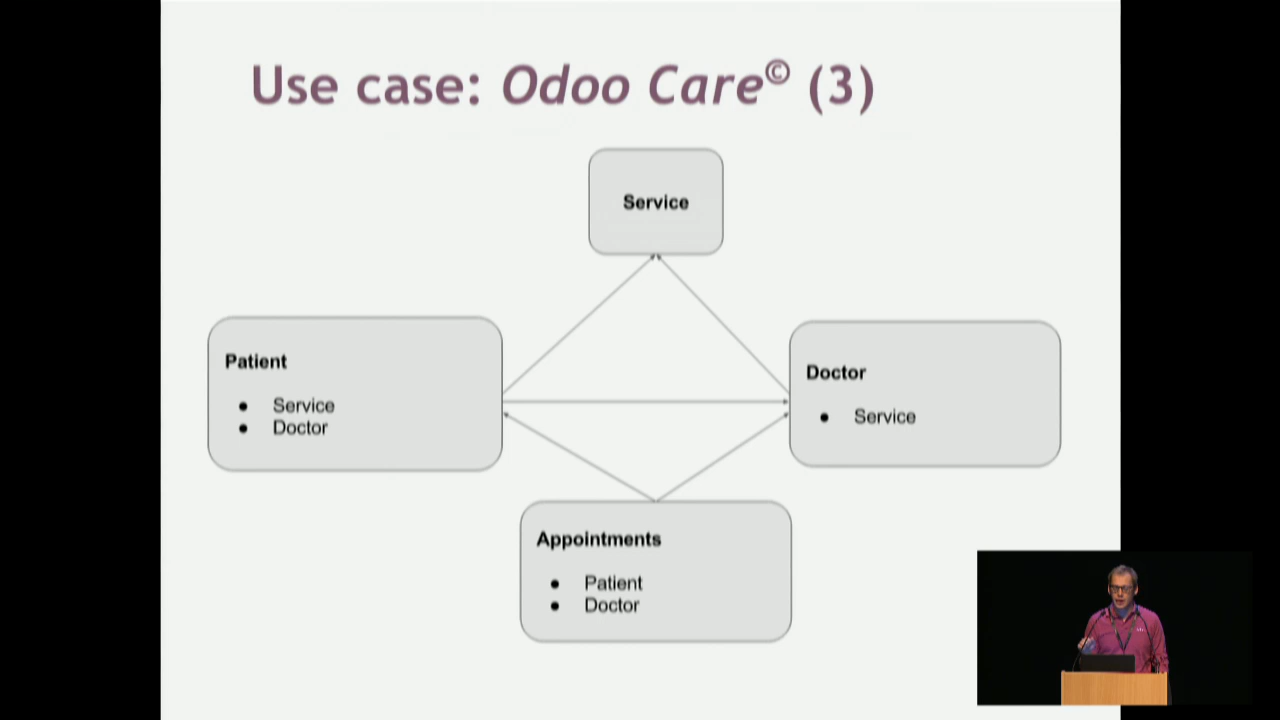 Use case: Odoo Care© (3)
Service
Patient
● Service
● Doctor
Doctor
● Service
Appointments
● Patient
● Doctor